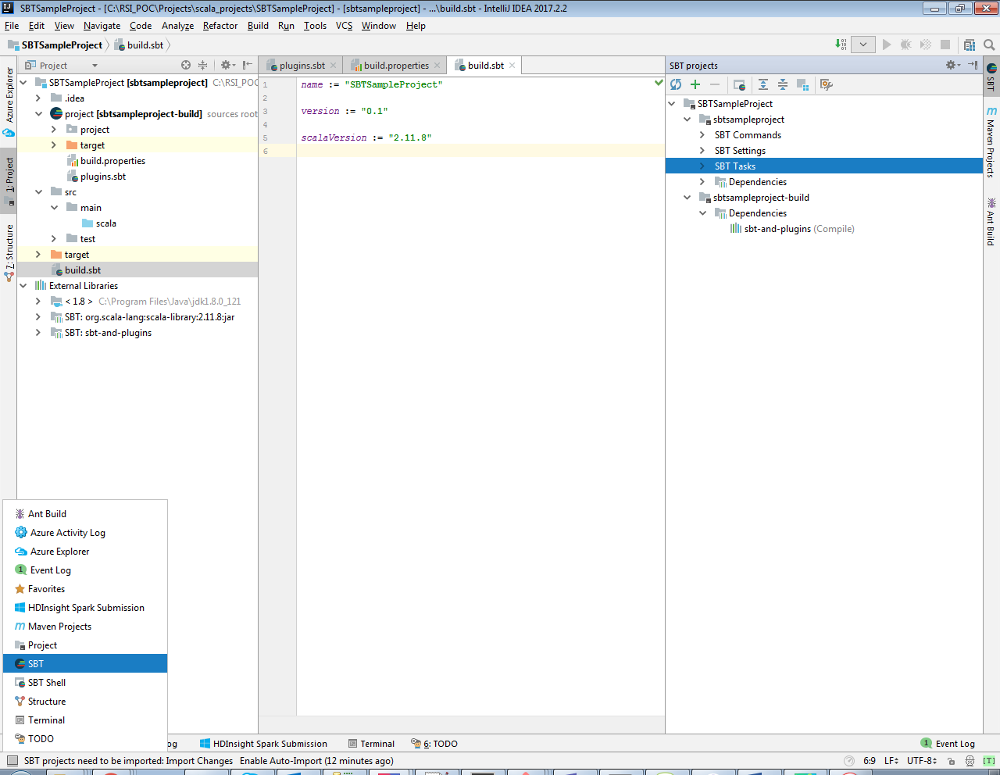 SBTSampleProject - [C:\RSI_POC\Projects\scala_projects\SBTSampleProject] - [sbtsampleproject] - ...\build.sbt - IntelliJ IDEA 2017.2.2
File Edit View Navigate Code Analyze Refactor Build Run Tools VCS Window Help
SBTSampleProject build.sbt
Azure Explorer
1: Project
7: Structure
Project
SBTSampleProject [sbtsampleproject] C:\RSI_POC
.idea
project [sbtsampleproject-build] sources root
project
target
build.properties
plugins.sbt
src
main
scala
test
target
build.sbt
External Libraries
< 1.8 > C:\Program Files\Java\jdk1.8.0_121
SBT: org.scala-lang:scala-library:2.11.8:jar
SBT: sbt-and-plugins
plugins.sbt build.properties build.sbt
1 name := "SBTSampleProject"
2
3 version := "0.1"
4
5 scalaVersion := "2.11.8"
6
SBT projects
SBTSampleProject
sbtsampleproject
SBT Commands
SBT Settings
SBT Tasks
Dependencies
sbtsampleproject-build
Dependencies
sbt-and-plugins (Compile)
SBT
Maven Projects
Ant Build
Ant Build
Azure Activity Log
Azure Explorer
1 Event Log
Favorites
HDInsight Spark Submission
Maven Projects
Project
SBT
SBT Shell
Structure
Terminal
TODO
og HDInsight Spark Submission Terminal 6: TODO 1 Event Log
SBT projects need to be imported: Import Changes Enable Auto-Import (12 minutes ago) 6:9 LF UTF-8 [T]